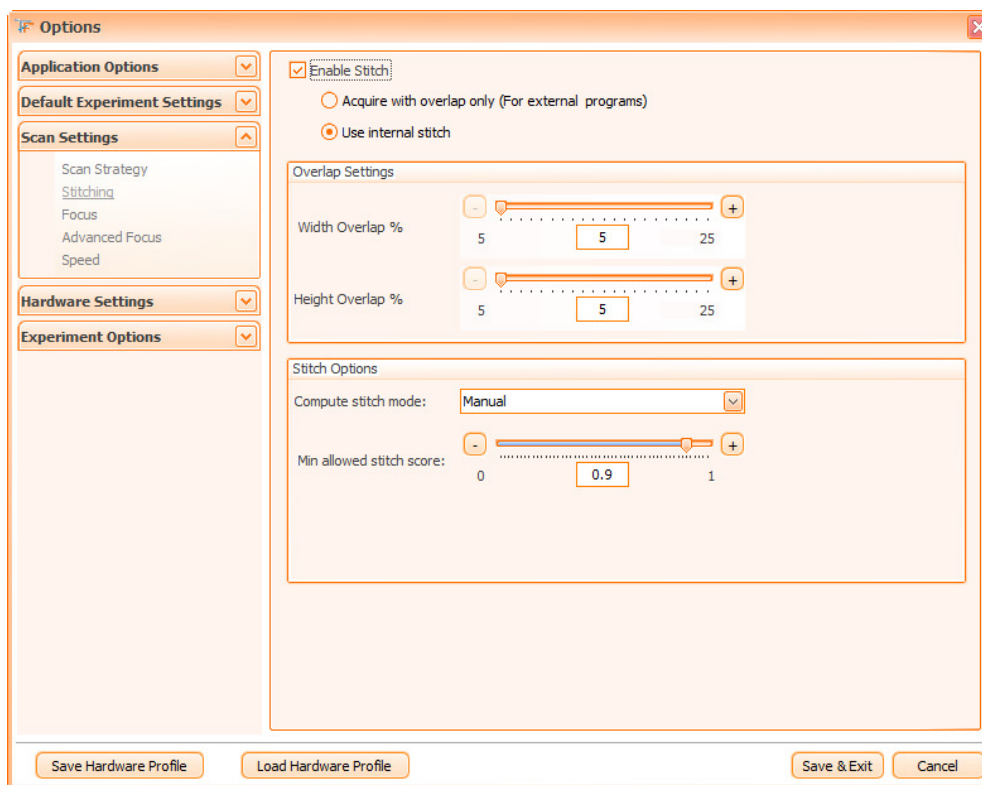 Options
Application Options
Default Experiment Settings
Scan Settings
Scan Strategy
Stitching
Focus
Advanced Focus
Speed
Hardware Settings
Experiment Options
Enable Stitch
Acquire with overlap only (For external programs)
Use internal stitch
Overlap Settings
Width Overlap %
- +
5 5 25
Height Overlap %
- +
5 5 25
Stitch Options
Compute stitch mode: Manual
Min allowed stitch score:
- +
0 0.9 1
Save Hardware Profile Load Hardware Profile Save & Exit Cancel